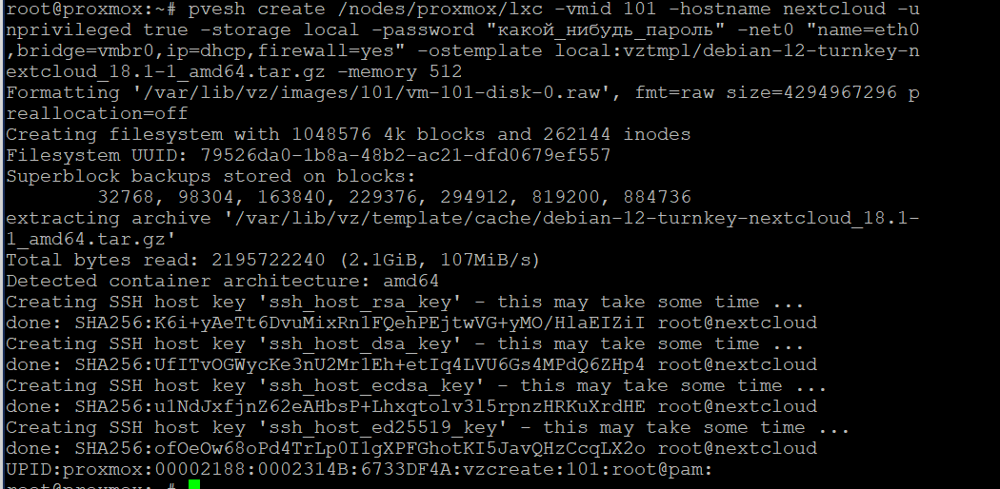 root@proxmox:~# pvesh create /nodes/proxmox/lxc -vmid 101 -hostname nextcloud -u
nprivileged true -storage local -password "какой_нибудь_пароль" -net0 "name=eth0
,bridge=vmbr0,ip=dhcp,firewall=yes" -ostemplate local:vztmpl/debian-12-turnkey-n
extcloud_18.1-1_amd64.tar.gz -memory 512
Formatting '/var/lib/vz/images/101/vm-101-disk-0.raw', fmt=raw size=4294967296 p
reallocation=off
Creating filesystem with 1048576 4k blocks and 262144 inodes
Filesystem UUID: 79526da0-1b8a-48b2-ac21-dfd0679ef557
Superblock backups stored on blocks:
        32768, 98304, 163840, 229376, 294912, 819200, 884736
extracting archive '/var/lib/vz/template/cache/debian-12-turnkey-nextcloud_18.1-
1_amd64.tar.gz'
Total bytes read: 2195722240 (2.1GiB, 107MiB/s)
Detected container architecture: amd64
Creating SSH host key 'ssh_host_rsa_key' - this may take some time ...
done: SHA256:K6i+yAeTt6DvuMixRn1FQehPEjtwVG+yMO/HlaEIZiI root@nextcloud
Creating SSH host key 'ssh_host_dsa_key' - this may take some time ...
done: SHA256:UfITvOGWycKe3nU2Mr1Eh+etIq4LVU6Gs4MPdQ6ZHp4 root@nextcloud
Creating SSH host key 'ssh_host_ecdsa_key' - this may take some time ...
done: SHA256:u1NdJxfjnZ62eAHbsP+Lhxqtolv3l5rpnzHRKuXrdHE root@nextcloud
Creating SSH host key 'ssh_host_ed25519_key' - this may take some time ...
done: SHA256:ofOeOw68oPd4TrLp0I1gXPFGhotKI5JavQHzCcqLX2o root@nextcloud
UPID:proxmox:00002188:0002314B:6733DF4A:vzcreate:101:root@pam:
root@proxmox:~#